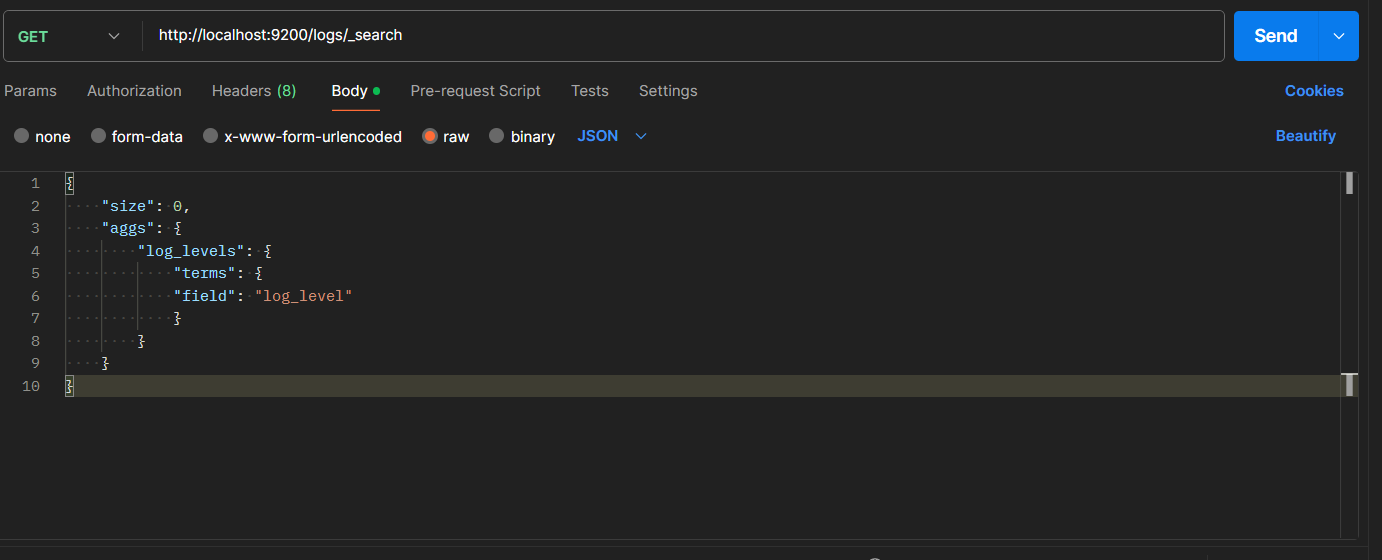 GET http://localhost:9200/logs/_search Send
Params Authorization Headers (8) Body Pre-request Script Tests Settings Cookies
none form-data x-www-form-urlencoded raw binary JSON Beautify
1 {
2 "size": 0,
3 "aggs": {
4 "log_levels": {
5 "terms": {
6 "field": "log_level"
7 }
8 }
9 }
10 }